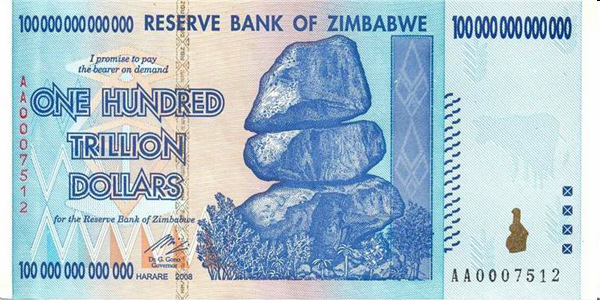 100 000 000 000 000
RESERVE BANK OF ZIMBABWE
100 000 000 000 000
I promise to pay
the bearer on demand
ONE HUNDRED
TRILLION
DOLLARS
for the Reserve Bank of Zimbabwe
Dr G. Gono
Governor
100 000 000 000 000
HARARE 2008
AA0007512
AA0007512